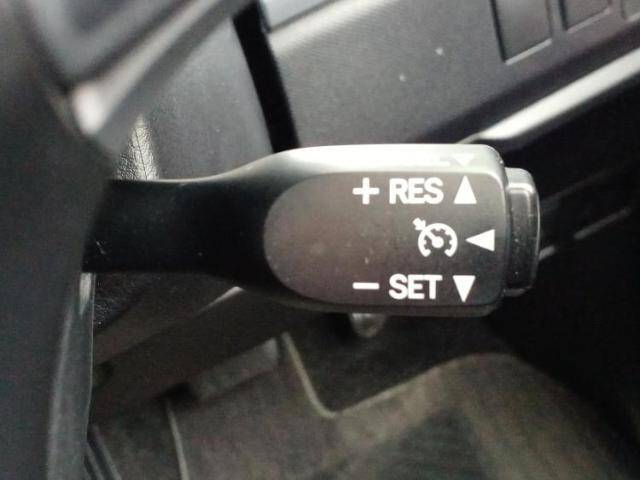 + RES
- SET